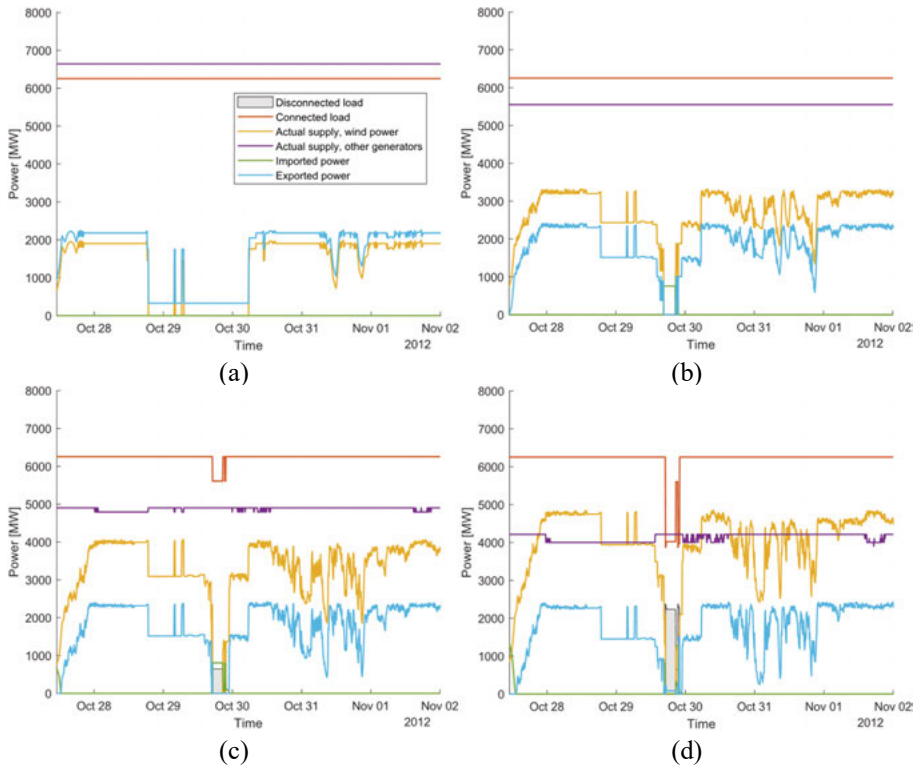 8000
7000
6000
5000
4000
3000
2000
1000
0
Power [MW]
Disconnected load
Connected load
Actual supply, wind power
Actual supply, other generators
Imported power
Exported power
Oct 28
Oct 29
Oct 30
Oct 31
Nov 01
Nov 02
Time
2012
(a)
8000
7000
6000
5000
4000
3000
2000
1000
0
Power [MW]
Oct 28
Oct 29
Oct 30
Oct 31
Nov 01
Nov 02
Time
2012
(b)
8000
7000
6000
5000
4000
3000
2000
1000
0
Power [MW]
Oct 28
Oct 29
Oct 30
Oct 31
Nov 01
Nov 02
Time
2012
(c)
8000
7000
6000
5000
4000
3000
2000
1000
0
Power [MW]
Oct 28
Oct 29
Oct 30
Oct 31
Nov 01
Nov 02
Time
2012
(d)